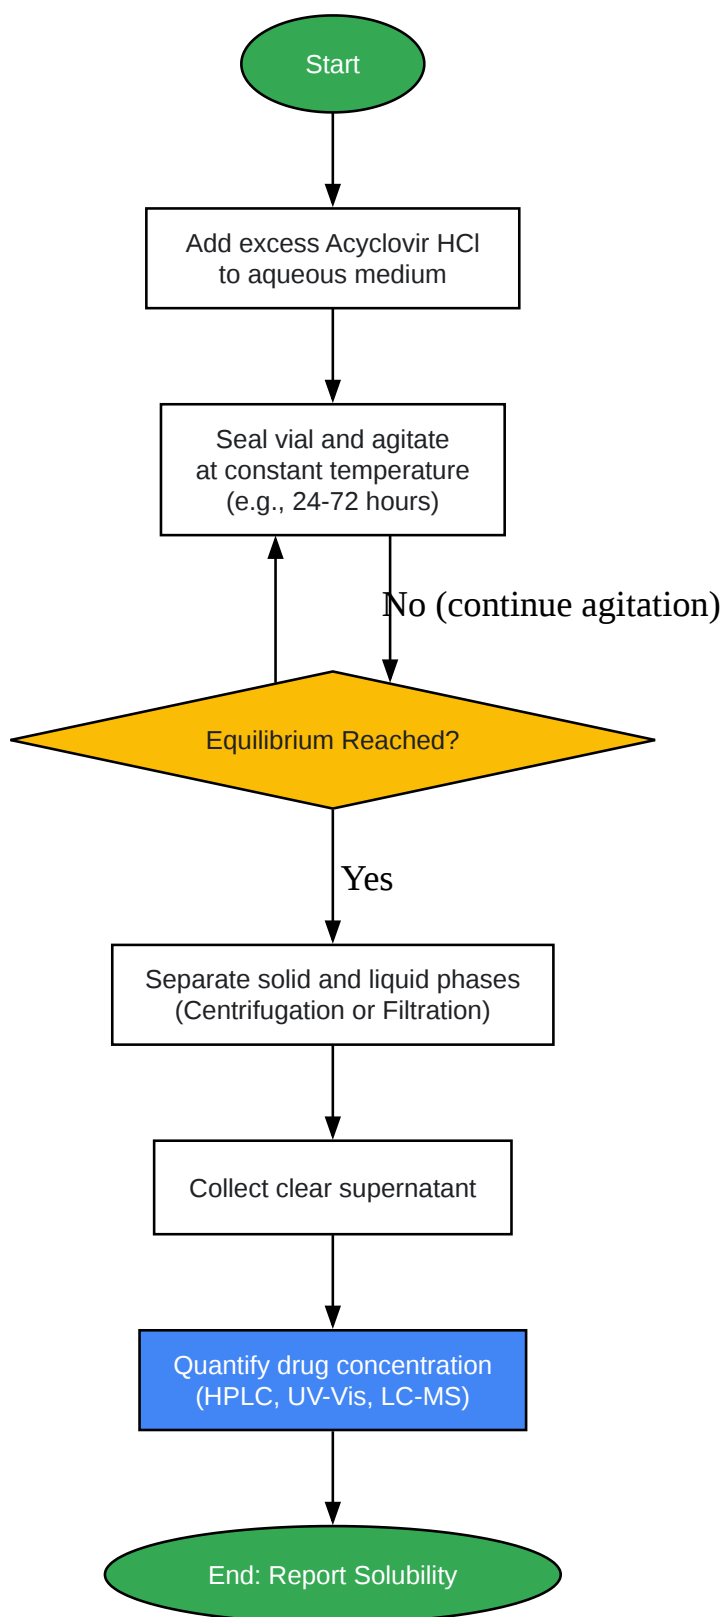 Start
Add excess Acyclovir HCl
to aqueous medium
Seal vial and agitate
at constant temperature
(e.g., 24-72 hours)
No (continue agitation)
Equilibrium Reached?
Yes
Separate solid and liquid phases
(Centrifugation or Filtration)
Collect clear supernatant
Quantify drug concentration
(HPLC, UV-Vis, LC-MS)
End: Report Solubility